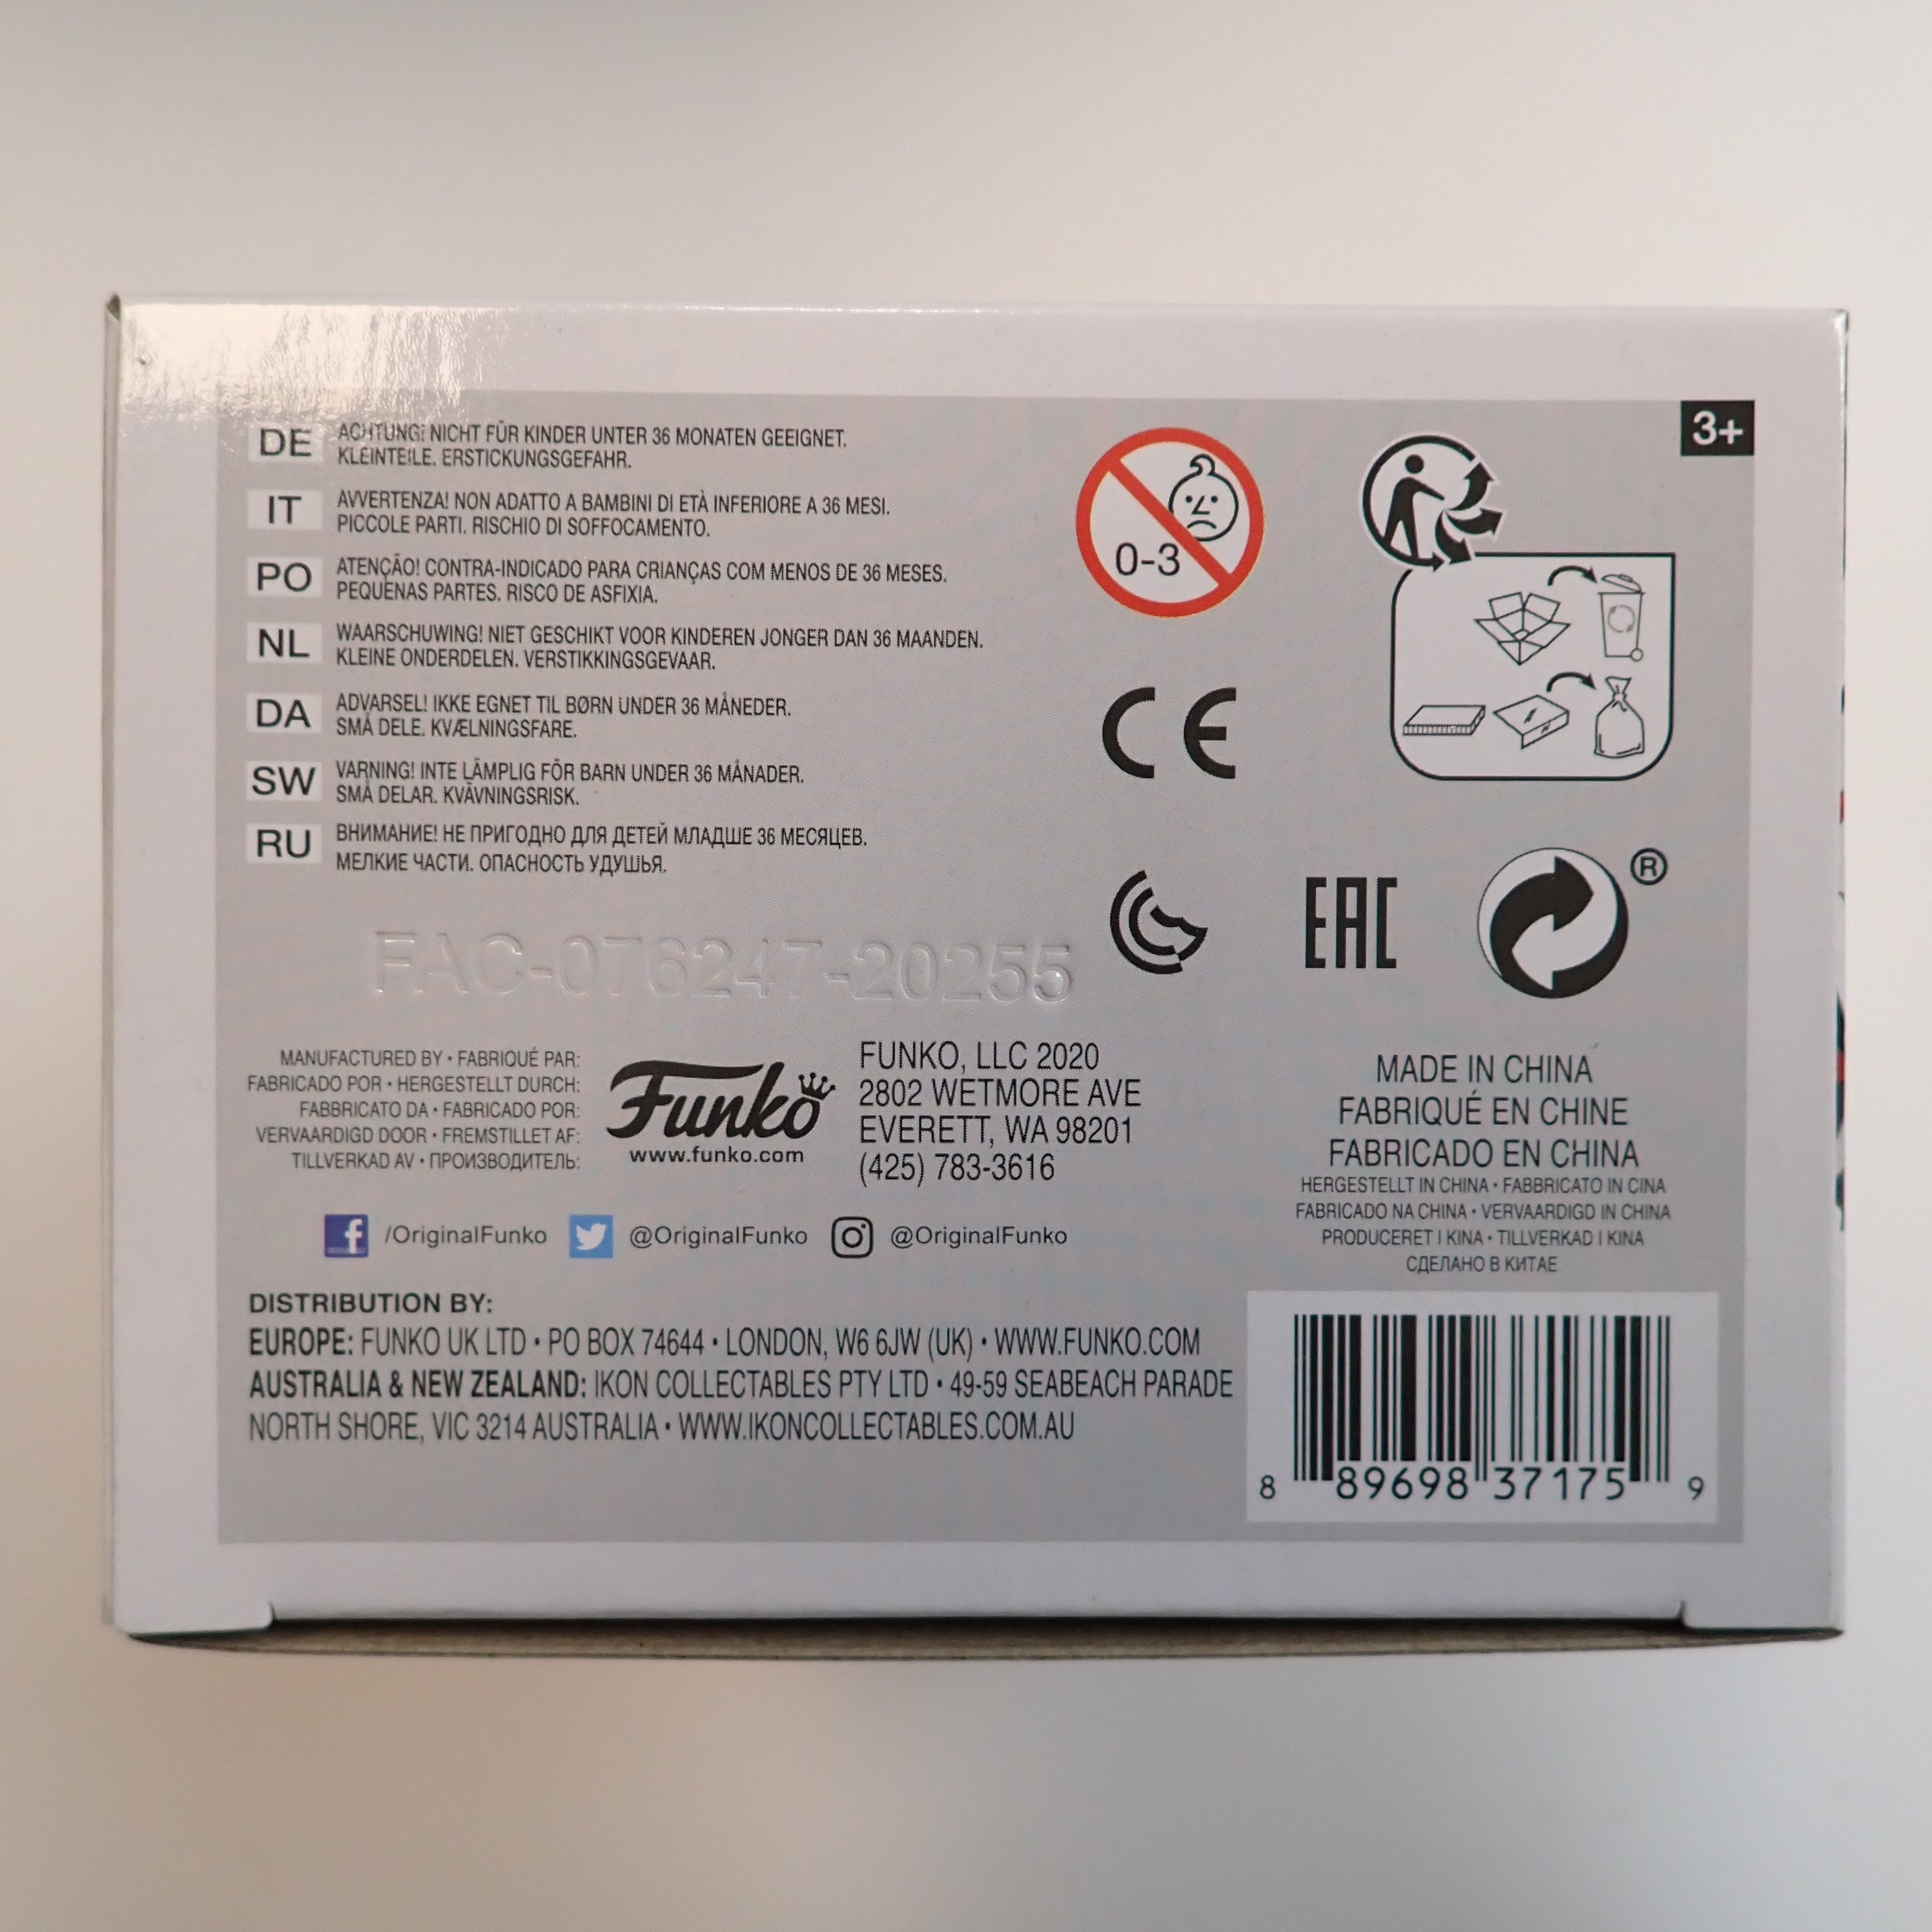 3+
DE ACHTUNG! NICHT FÜR KINDER UNTER 36 MONATEN GEEIGNET.
KLEINTEILE. ERSTICKUNGSGEFAHR.
IT AVVERTENZA! NON ADATTO A BAMBINI DI ETÀ INFERIORE A 36 MESI.
PICCOLE PARTI. RISCHIO DI SOFFOCAMENTO.
PO ATENÇÃO! CONTRA-INDICADO PARA CRIANÇAS COM MENOS DE 36 MESES.
PEQUENAS PARTES. RISCO DE ASFIXIA.
NL WAARSCHUWING! NIET GESCHIKT VOOR KINDEREN JONGER DAN 36 MAANDEN.
KLEINE ONDERDELEN. VERSTIKKINGSGEVAAR.
DA ADVARSEL! IKKE EGNET TIL BØRN UNDER 36 MÅNEDER.
SMÅ DELE. KVÆLNINGSFARE.
SW VARNING! INTE LÄMPLIG FÖR BARN UNDER 36 MÅNADER.
SMÅ DELAR. KVÄVNINGSRISK.
RU ВНИМАНИЕ! НЕ ПРИГОДНО ДЛЯ ДЕТЕЙ МЛАДШЕ 36 МЕСЯЦЕВ.
МЕЛКИЕ ЧАСТИ. ОПАСНОСТЬ УДУШЬЯ.
0-3
CE
EAC
®
FAC-076247-20255
MANUFACTURED BY • FABRIQUÉ PAR:
FABRICADO POR • HERGESTELLT DURCH:
FABBRICATO DA • FABRICADO POR:
VERVAARDIGD DOOR • FREMSTILLET AF:
TILLVERKAD AV • ПРОИЗВОДИТЕЛЬ:
Funko
www.funko.com
FUNKO, LLC 2020
2802 WETMORE AVE
EVERETT, WA 98201
(425) 783-3616
MADE IN CHINA
FABRIQUÉ EN CHINE
FABRICADO EN CHINA
HERGESTELLT IN CHINA • FABBRICATO IN CINA
FABRICADO NA CHINA • VERVAARDIGD IN CHINA
PRODUCERET I KINA • TILLVERKAD I KINA
СДЕЛАНО В КИТАЕ
f /OriginalFunko @OriginalFunko @OriginalFunko
DISTRIBUTION BY:
EUROPE: FUNKO UK LTD • PO BOX 74644 • LONDON, W6 6JW (UK) • WWW.FUNKO.COM
AUSTRALIA & NEW ZEALAND: IKON COLLECTABLES PTY LTD • 49-59 SEABEACH PARADE
NORTH SHORE, VIC 3214 AUSTRALIA • WWW.IKONCOLLECTABLES.COM.AU
8 89698 37175 9